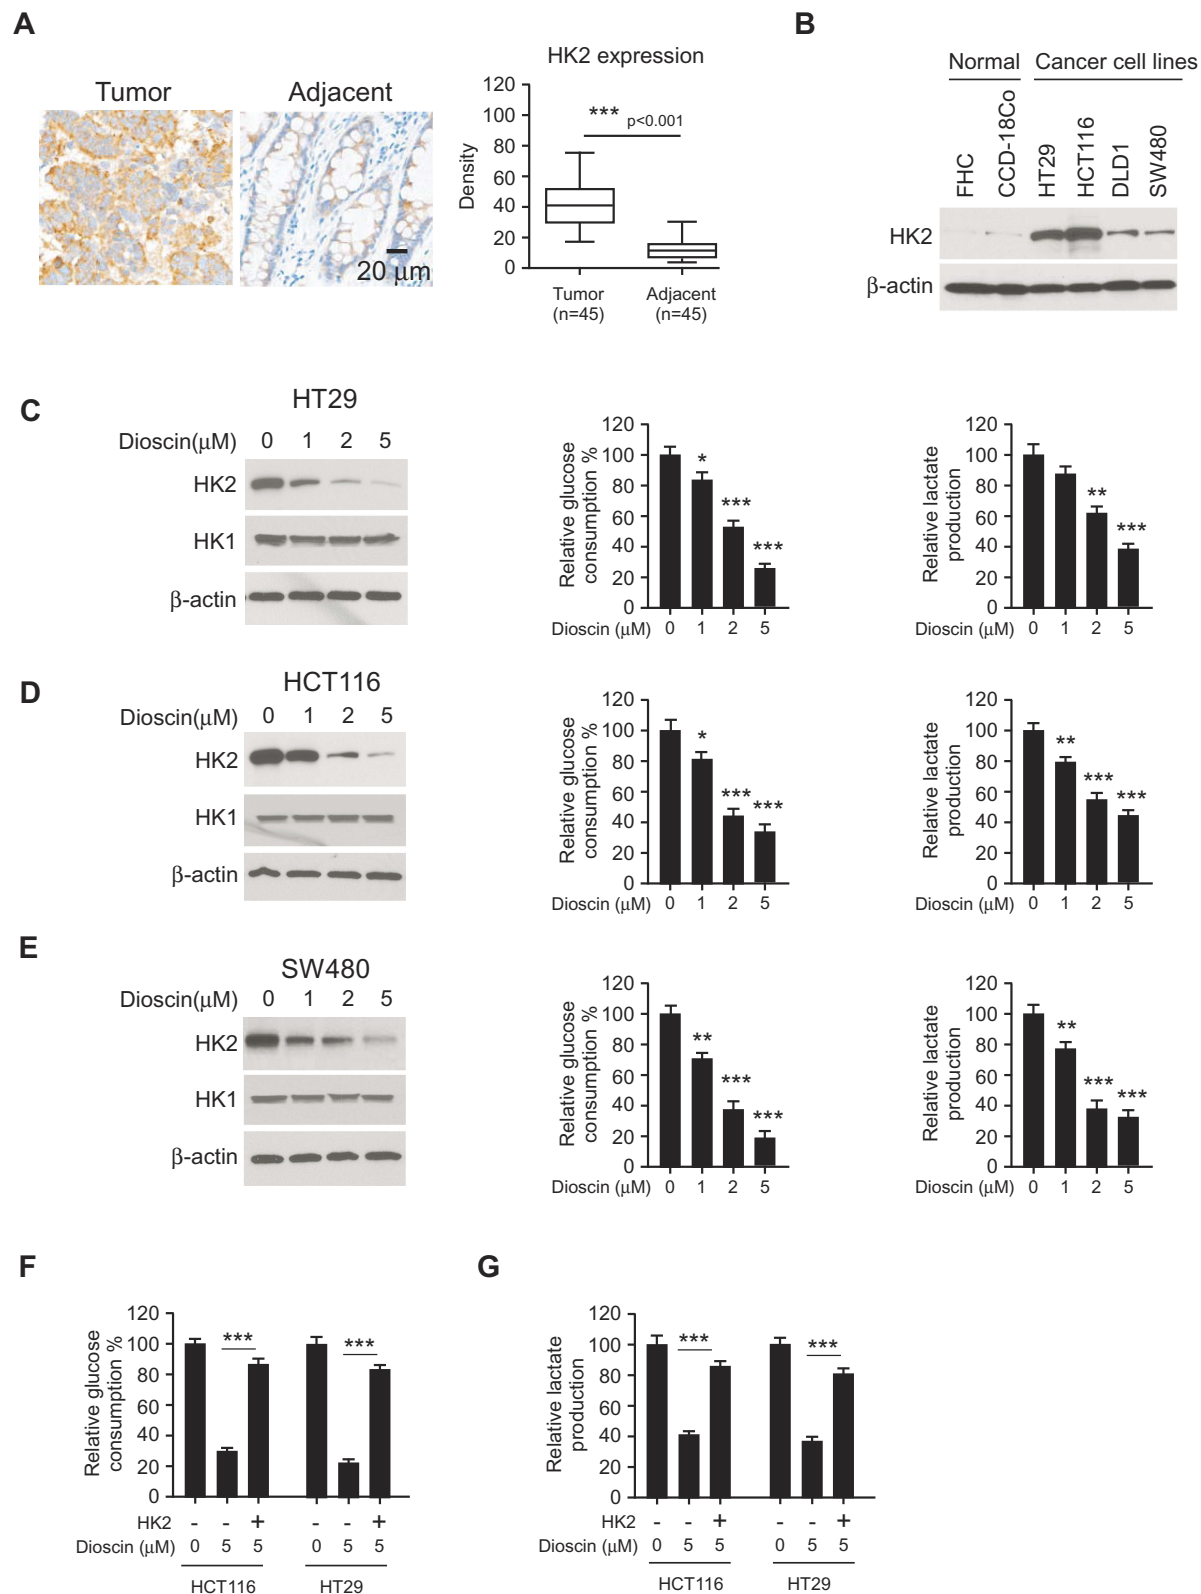 A
Tumor
Adjacent
20 μm
HK2 expression
Density
120
100
80
60
40
20
0
*** p<0.001
Tumor
(n=45)
Adjacent
(n=45)
B
Normal
Cancer cell lines
FHC
CCD-18Co
HT29
HCT116
DLD1
SW480
HK2
β-actin
C
HT29
Dioscin(μM) 0 1 2 5
HK2
HK1
β-actin
Relative glucose
consumption %
120
100
80
60
40
20
0
*
***
***
Dioscin (μM) 0 1 2 5
Relative lactate
production
120
100
80
60
40
20
0
**
***
Dioscin (μM) 0 1 2 5
D
HCT116
Dioscin(μM) 0 1 2 5
HK2
HK1
β-actin
Relative glucose
consumption %
120
100
80
60
40
20
0
*
***
***
Dioscin (μM) 0 1 2 5
Relative lactate
production
120
100
80
60
40
20
0
**
***
***
Dioscin (μM) 0 1 2 5
E
SW480
Dioscin(μM) 0 1 2 5
HK2
HK1
β-actin
Relative glucose
consumption %
120
100
80
60
40
20
0
**
***
***
Dioscin (μM) 0 1 2 5
Relative lactate
production
120
100
80
60
40
20
0
**
***
***
Dioscin (μM) 0 1 2 5
F
Relative glucose
consumption %
120
100
80
60
40
20
0
***
***
HK2 - - + - - +
Dioscin (μM) 0 5 5 0 5 5
HCT116
HT29
G
Relative lactate
production
120
100
80
60
40
20
0
***
***
HK2 - - + - - +
Dioscin (μM) 0 5 5 0 5 5
HCT116
HT29